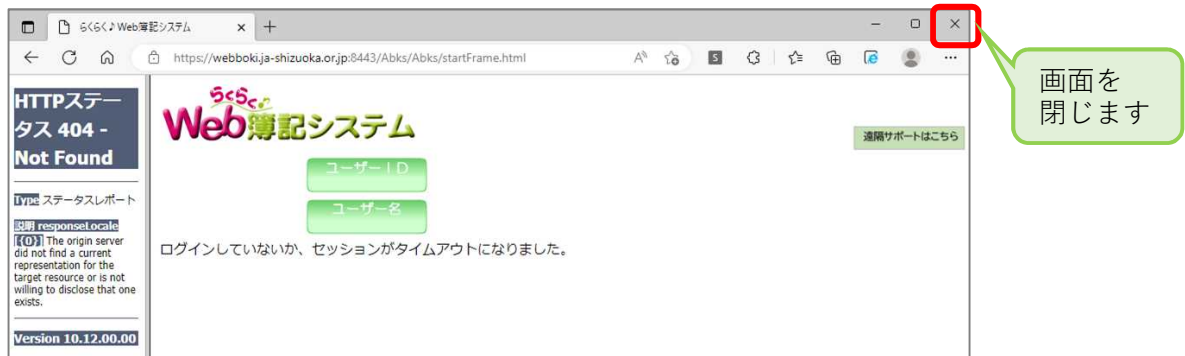 らくらく♪Web簿記システム
https://webboki.ja-shizuoka.or.jp:8443/Abks/Abks/startFrame.html
画面を
閉じます
HTTPステー
タス 404 -
Not Found
Type ステータスレポート
説明 responseLocale
[{0}] The origin server
did not find a current
representation for the
target resource or is not
willing to disclose that one
exists.
Version 10.12.00.00
らくらく♪
Web簿記システム
遠隔サポートはこちら
ユーザーID
ユーザー名
ログインしていないか、セッションがタイムアウトになりました。